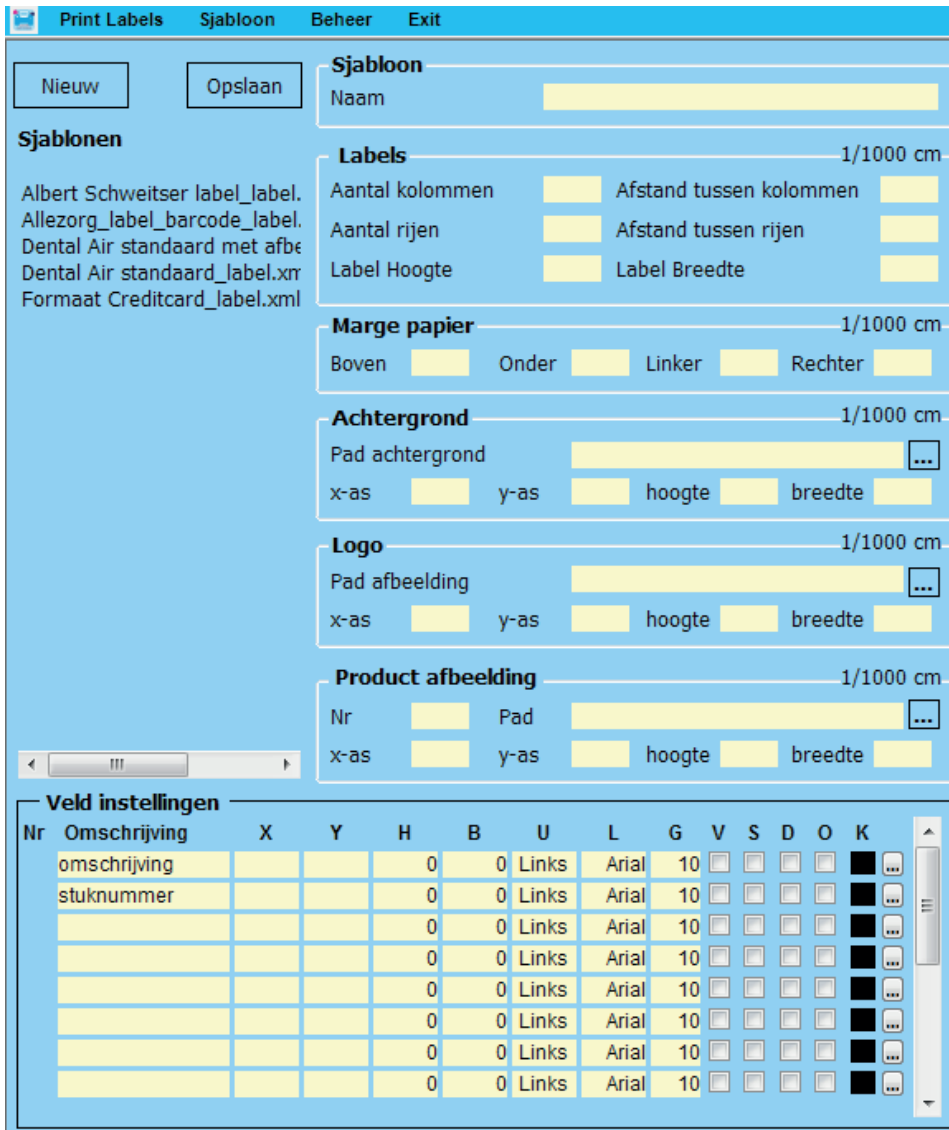 Print Labels Sjabloon Beheer Exit
Nieuw Opslaan
Sjablonen
Albert Schweitser label_label.
Allezorg_label_barcode_label.
Dental Air standaard met afbe
Dental Air standaard_label.xm
Formaat Creditcard_label.xml
Sjabloon
Naam
Labels 1/1000 cm
Aantal kolommen Afstand tussen kolommen
Aantal rijen Afstand tussen rijen
Label Hoogte Label Breedte
Marge papier 1/1000 cm
Boven Onder Linker Rechter
Achtergrond 1/1000 cm
Pad achtergrond ...
x-as y-as hoogte breedte
Logo 1/1000 cm
Pad afbeelding ...
x-as y-as hoogte breedte
Product afbeelding 1/1000 cm
Nr Pad ...
x-as y-as hoogte breedte
Veld instellingen
Nr Omschrijving X Y H B U L G V S D O K
omschrijving 0 0 Links Arial 10 ...
stuknummer 0 0 Links Arial 10 ...
0 0 Links Arial 10 ...
0 0 Links Arial 10 ...
0 0 Links Arial 10 ...
0 0 Links Arial 10 ...
0 0 Links Arial 10 ...
0 0 Links Arial 10 ...